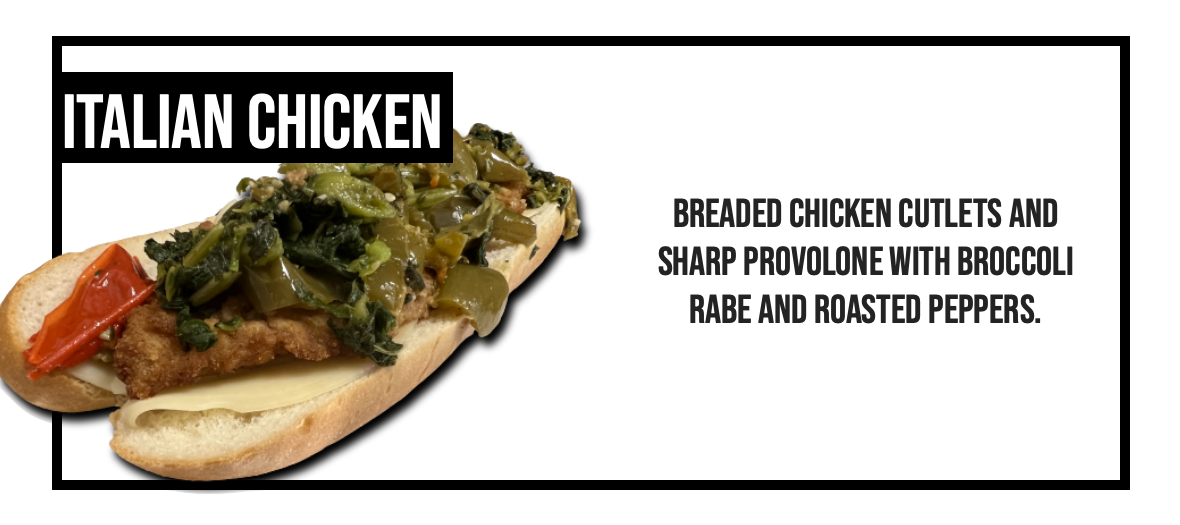 ITALIAN CHICKEN
BREADED CHICKEN CUTLETS AND
SHARP PROVOLONE WITH BROCCOLI
RABE AND ROASTED PEPPERS.